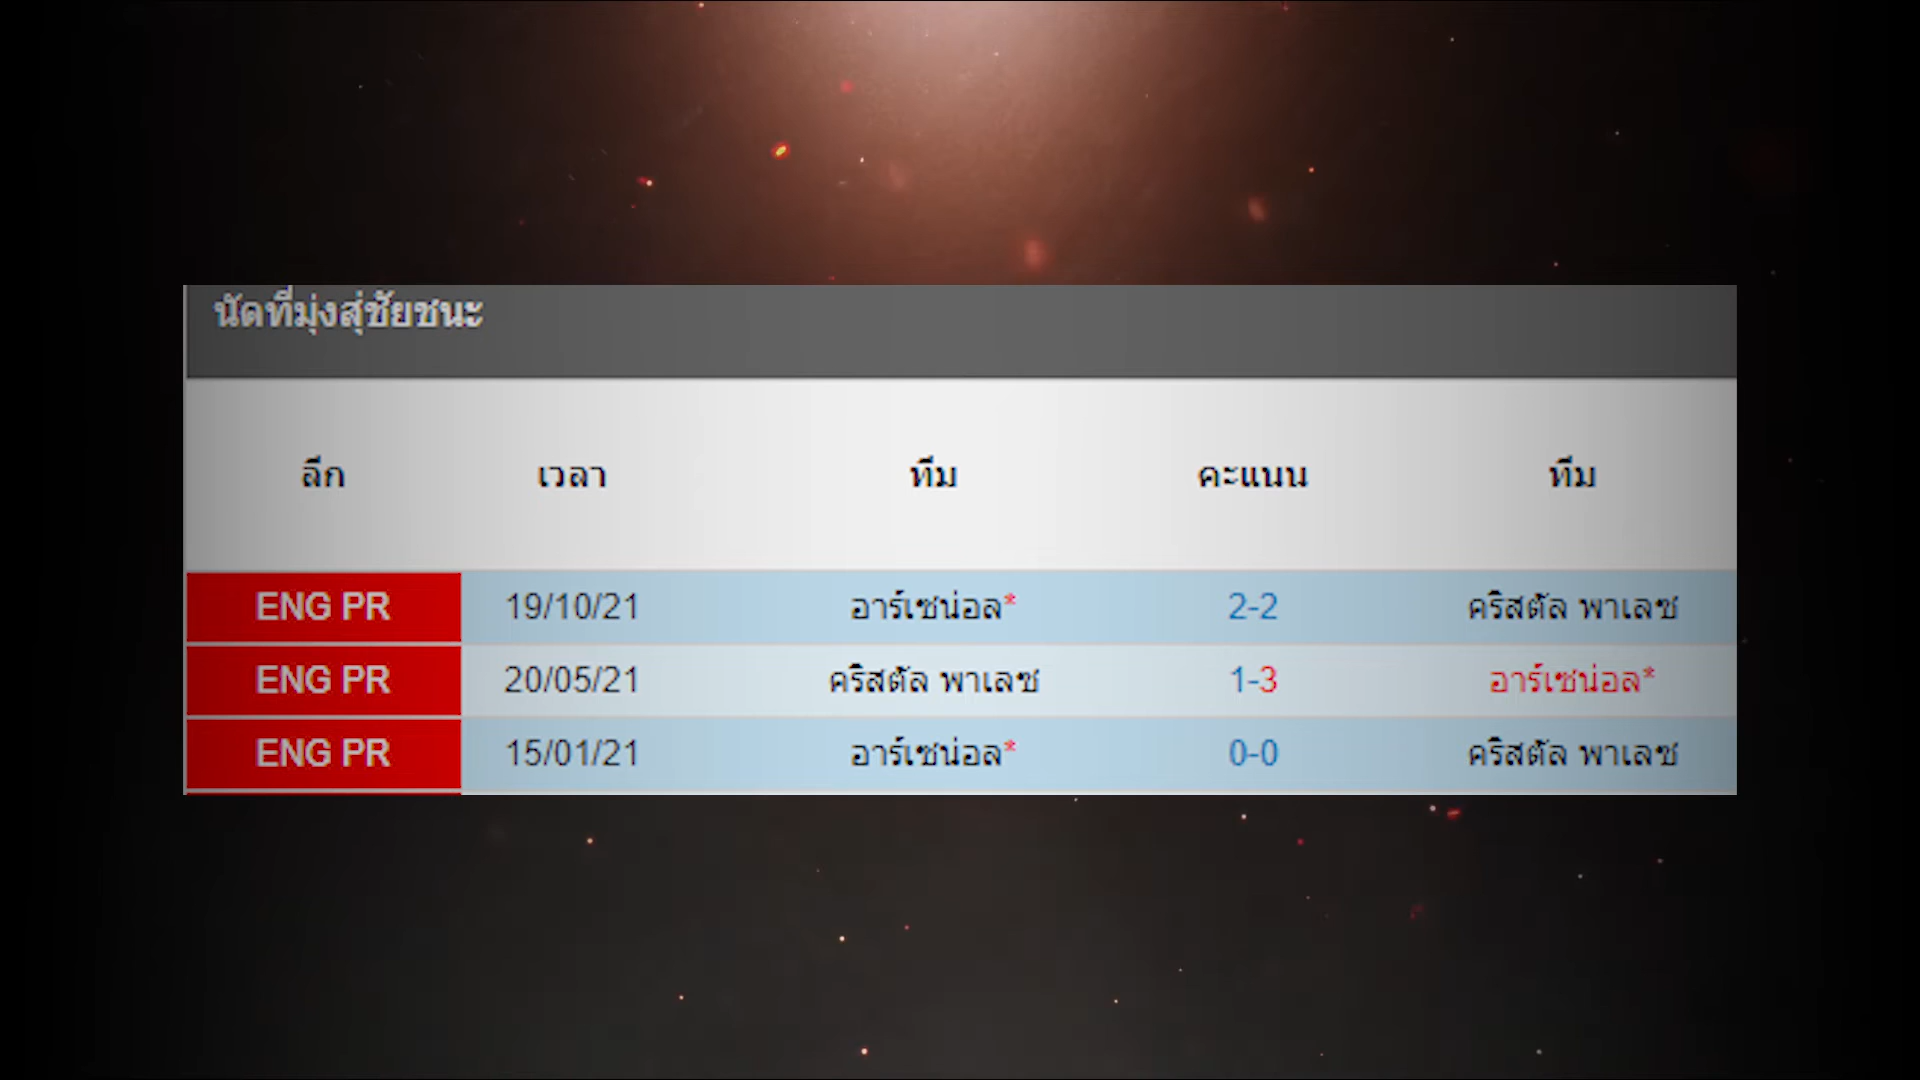 นัดที่มุ่งสู่ชัยชนะ
ลีก เวลา ทีม คะแนน ทีม
ENG PR 19/10/21 อาร์เซน่อล* 2-2 คริสตัล พาเลซ
ENG PR 20/05/21 คริสตัล พาเลซ 1-3 อาร์เซน่อล*
ENG PR 15/01/21 อาร์เซน่อล* 0-0 คริสตัล พาเลซ